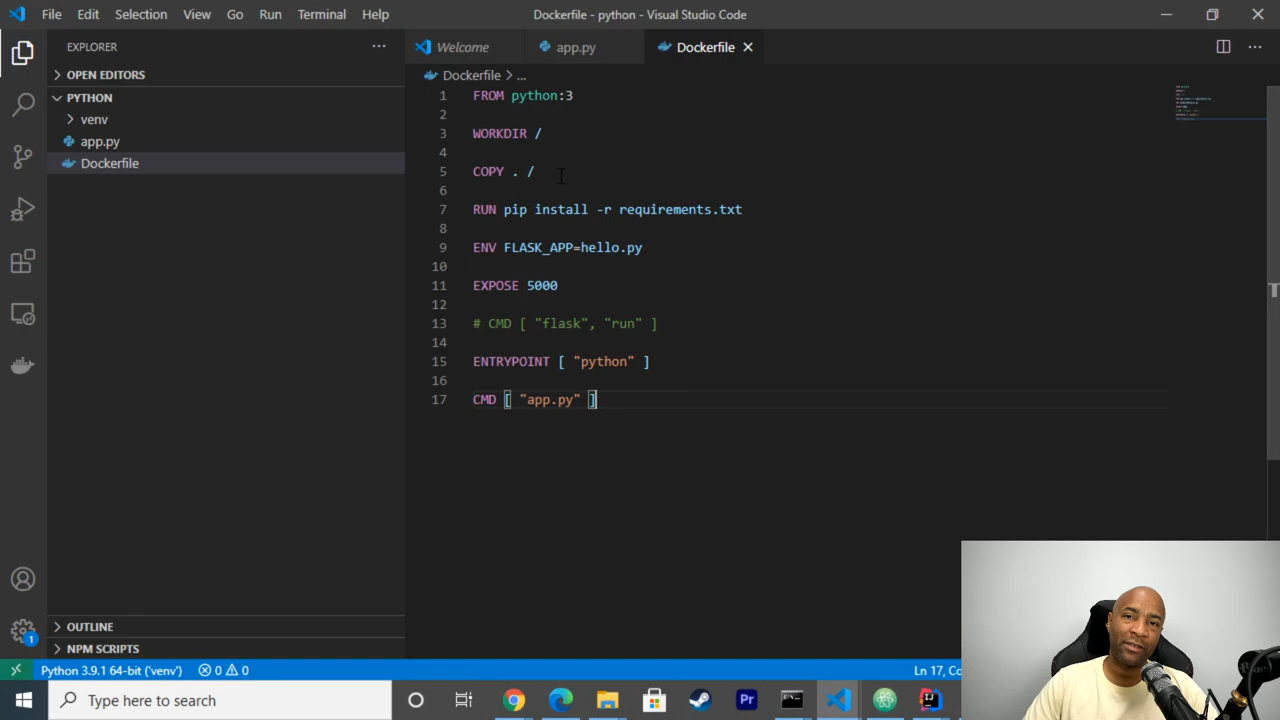 File Edit Selection View Go Run Terminal Help
Dockerfile - python - Visual Studio Code
EXPLORER
OPEN EDITORS
PYTHON
venv
app.py
Dockerfile
OUTLINE
NPM SCRIPTS
Welcome
app.py
Dockerfile
Dockerfile > ...
1 FROM python:3
2
3 WORKDIR /
4
5 COPY . /
6
7 RUN pip install -r requirements.txt
8
9 ENV FLASK_APP=hello.py
10
11 EXPOSE 5000
12
13 # CMD [ "flask", "run" ]
14
15 ENTRYPOINT [ "python" ]
16
17 CMD [ "app.py" ]
1
Python 3.9.1 64-bit ('venv') 0 0
Ln 17, Co
Type here to search
Pr